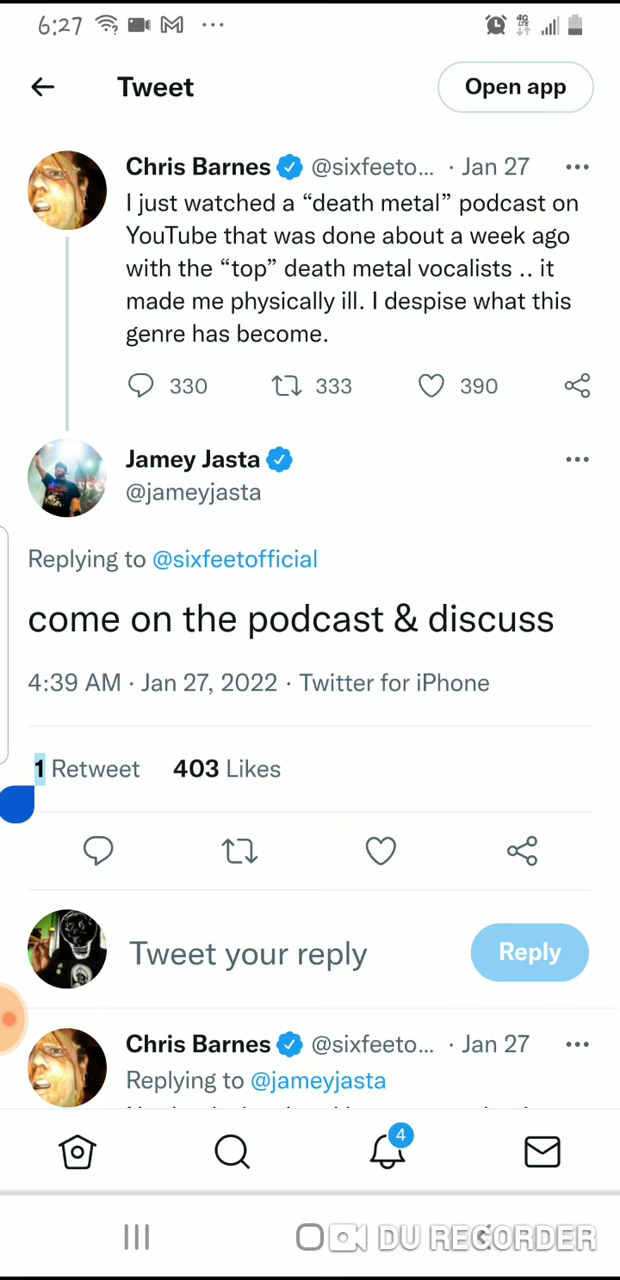 6:27
Tweet
Open app
Chris Barnes @sixfeeto... · Jan 27
I just watched a “death metal” podcast on
YouTube that was done about a week ago
with the “top” death metal vocalists .. it
made me physically ill. I despise what this
genre has become.
330 333 390
Jamey Jasta
@jameyjasta
Replying to @sixfeetofficial
come on the podcast & discuss
4:39 AM · Jan 27, 2022 · Twitter for iPhone
1 Retweet 403 Likes
Tweet your reply
Reply
Chris Barnes @sixfeeto... · Jan 27
Replying to @jameyjasta
4
DU RECORDER